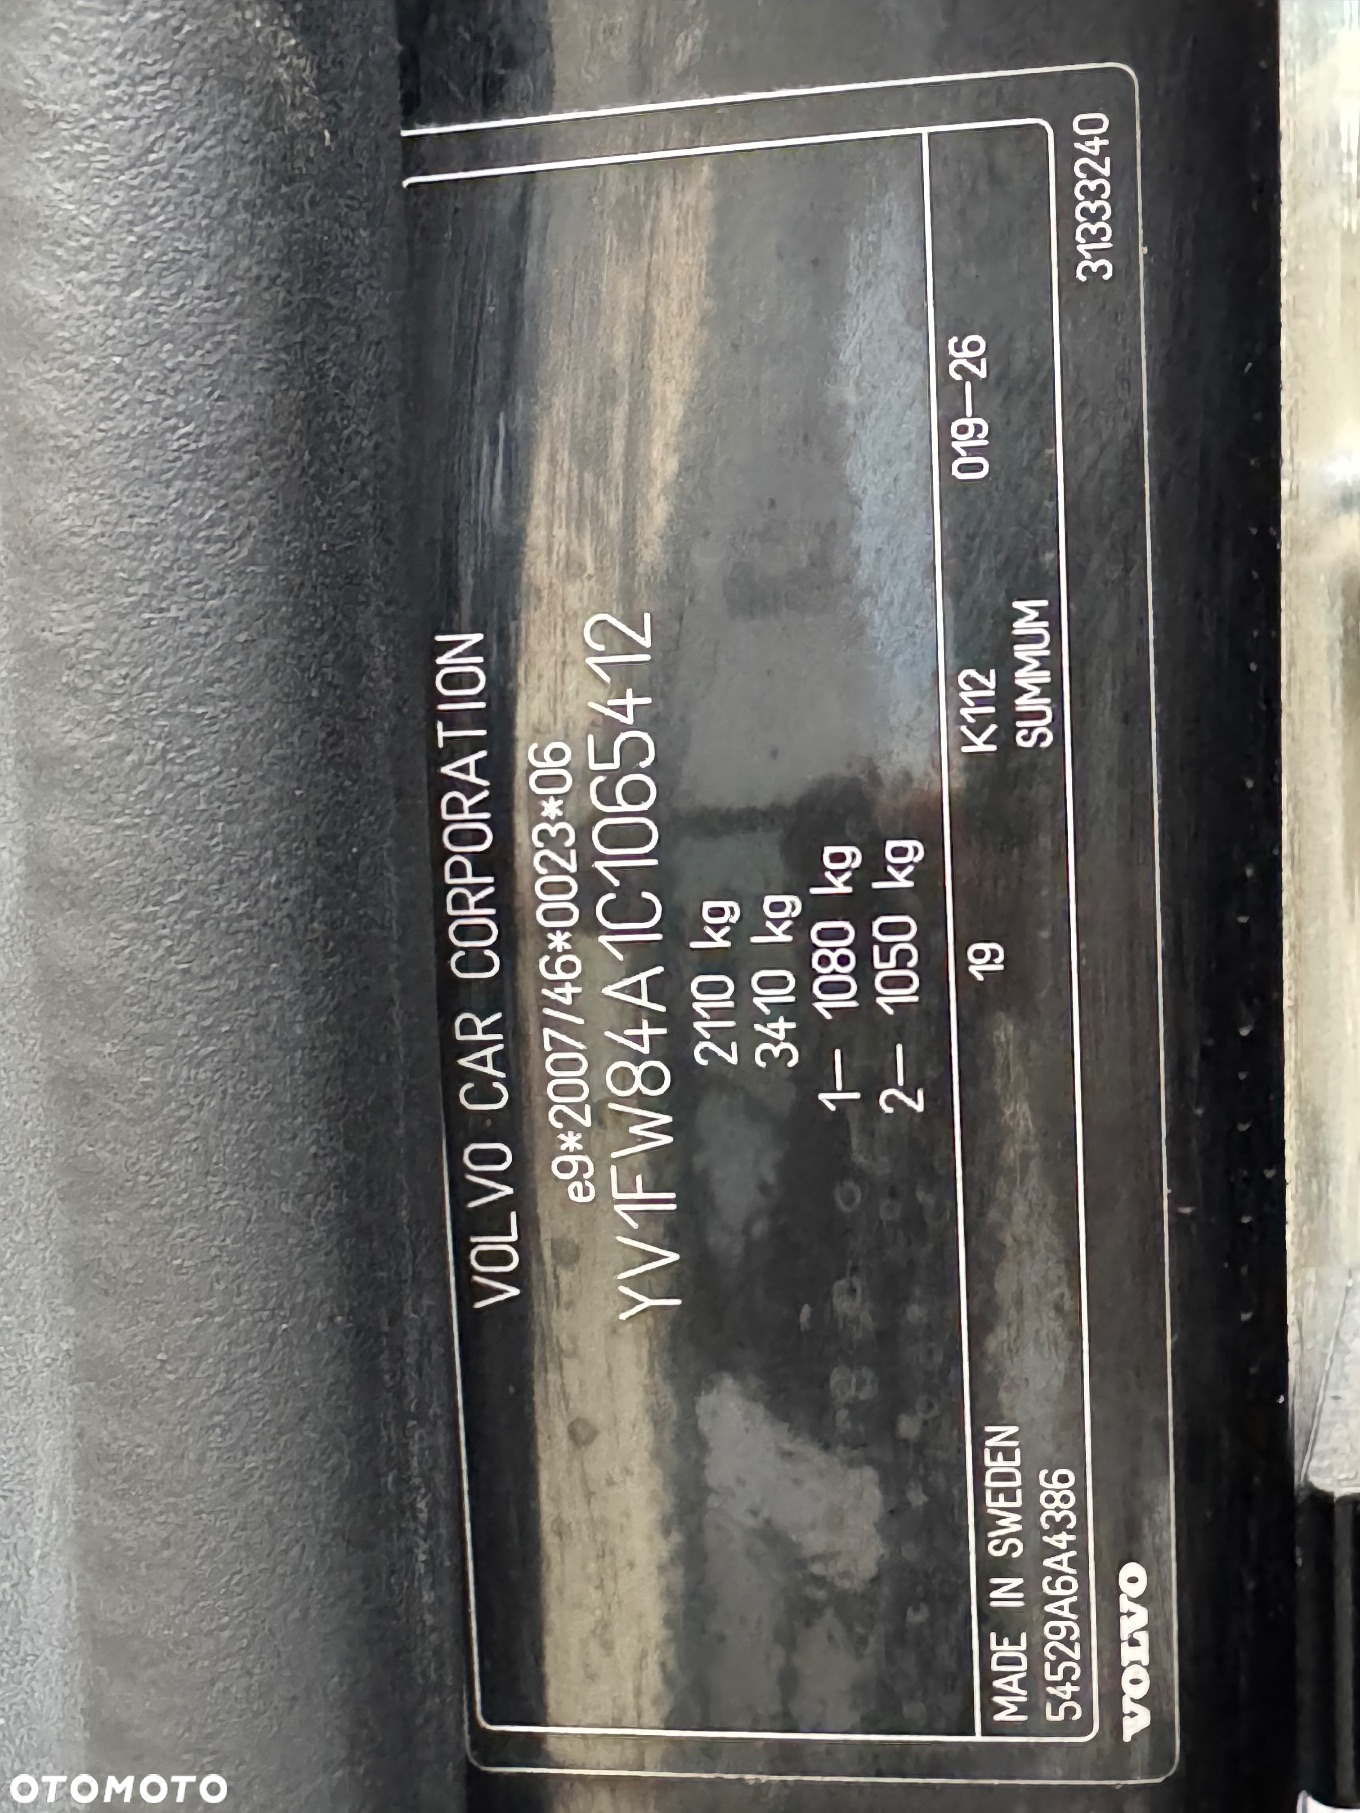 VOLVO CAR CORPORATION
e9*2007/46*0023*06
YV1FW84A1C1065412
2110 kg
3410 kg
1– 1080 kg
2– 1050 kg
MADE IN SWEDEN 19 K112 019–26
54529A6A4386 SUMMUM
VOLVO 31333240
OTOMOTO